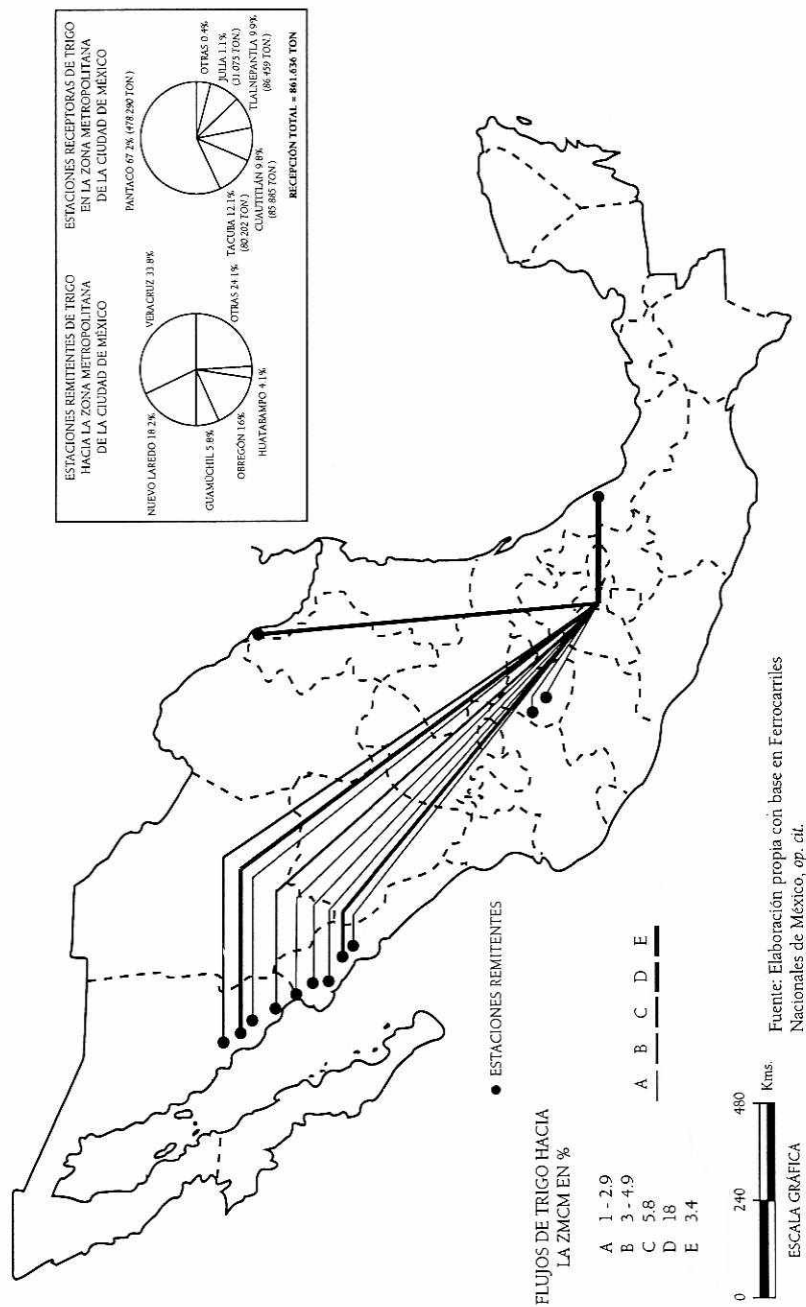 ESTACIONES REMITENTES DE TRIGO
HACIA LA ZONA METROPOLITANA
DE LA CIUDAD DE MÉXICO
NUEVO LAREDO 18.2%
VERACRUZ 33.8%
GUAMÚCHIL 5.8%
OBREGÓN 16%
HUATABAMPO 4.1%
OTRAS 24.1%
ESTACIONES RECEPTORAS DE TRIGO
EN LA ZONA METROPOLITANA
DE LA CIUDAD DE MÉXICO
PANTACO 67.2% (478.290 TON.)
TACUBA 12.1%
(80.202 TON.)
CUAUTITLÁN 9.8%
(85.885 TON.)
OTRAS 0.4%
JULIA 1.1%
(31.075 TON.)
TLALNEPANTLA 9.9%
(86.459 TON.)
RECEPCIÓN TOTAL = 861.636 TON
ESTACIONES REMITENTES
FLUJOS DE TRIGO HACIA
LA ZMCM EN %
A 1 - 2.9
B 3 - 4.9
C 5.8
D 18
E 3.4
A B C D E
0 240 480
Kms.
ESCALA GRÁFICA
Fuente: Elaboración propia con base en Ferrocarriles
Nacionales de México, op. cit.